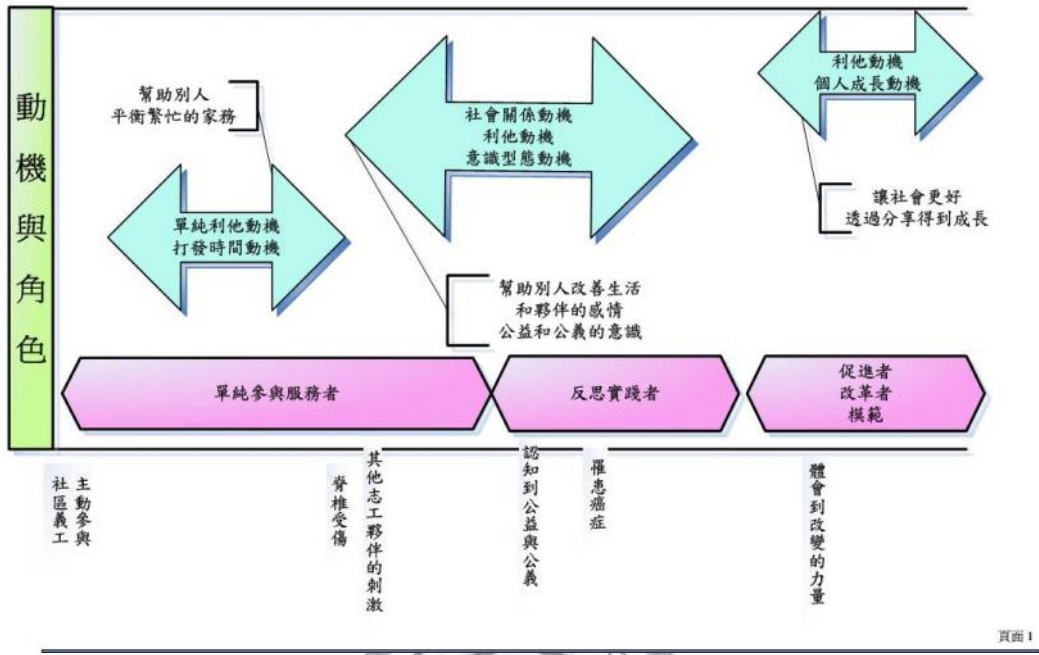 動機與角色
幫助別人
平衡繁忙的家務
單純利他動機
打發時間動機
社會關係動機
利他動機
意識型態動機
幫助別人改善生活
和夥伴的感情
公益和公義的意識
利他動機
個人成長動機
讓社會更好
透過分享得到成長
單純參與服務者
反思實踐者
促進者
改革者
模範
主動參與
社區義工
脊椎受傷
其他志工夥伴的刺激
認知到公益與公義
罹患癌症
體會到改變的力量
頁面 1